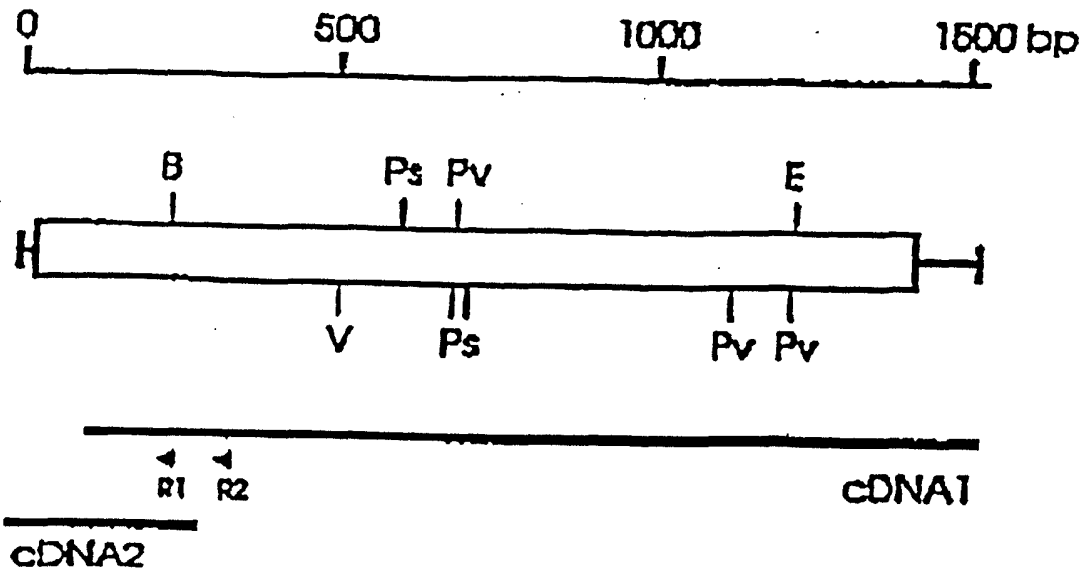 0 500 1000 1500 bp
B Ps Pv E
V Ps Pv Pv
R1 R2
cDNA1
cDNA2